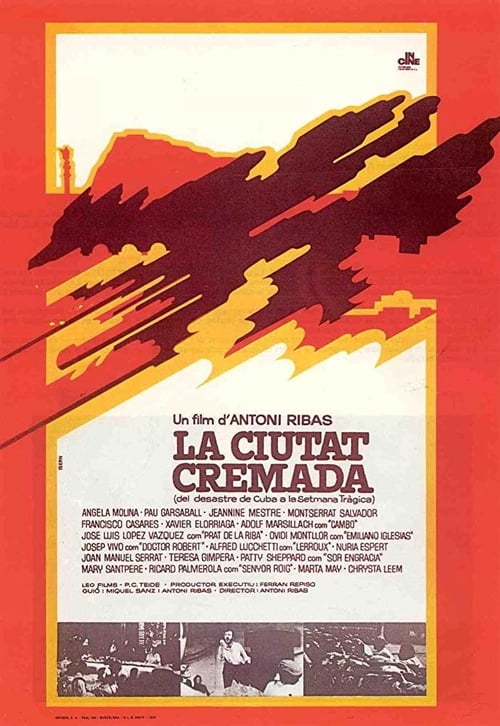 IN
CINE
Un film d'ANTONI RIBAS
LA CIUTAT
CREMADA
(del desastre de Cuba a la Setmana Tràgica)
ANGELA MOLINA - PAU GARSABALL - JEANNINE MESTRE - MONTSERRAT SALVADOR
FRANCISCO CASARES - XAVIER ELORRIAGA - ADOLF MARSILLACH com "CAMBO"
JOSE LUIS LOPEZ VAZQUEZ com "PRAT DE LA RIBA" - OVIDI MONTLLOR com "EMILIANO IGLESIAS"
JOSEP VIVO com "DOCTOR ROBERT" - ALFRED LUCCHETTI com "LERROUX" - NURIA ESPERT
JOAN MANUEL SERRAT - TERESA GIMPERA - PATTY SHEPPARD com "SOR ENGRACIA"
MARY SANTPERE - RICARD PALMEROLA com "SENYOR ROIG" - MARTA MAY - CHRYSTA LEEM
LEO FILMS - P.C. TEIDE - PRODUCTOR EXECUTIU: FERRAN REPISO
GUIÓ: MIQUEL SANZ I ANTONI RIBAS - DIRECTOR: ANTONI RIBAS